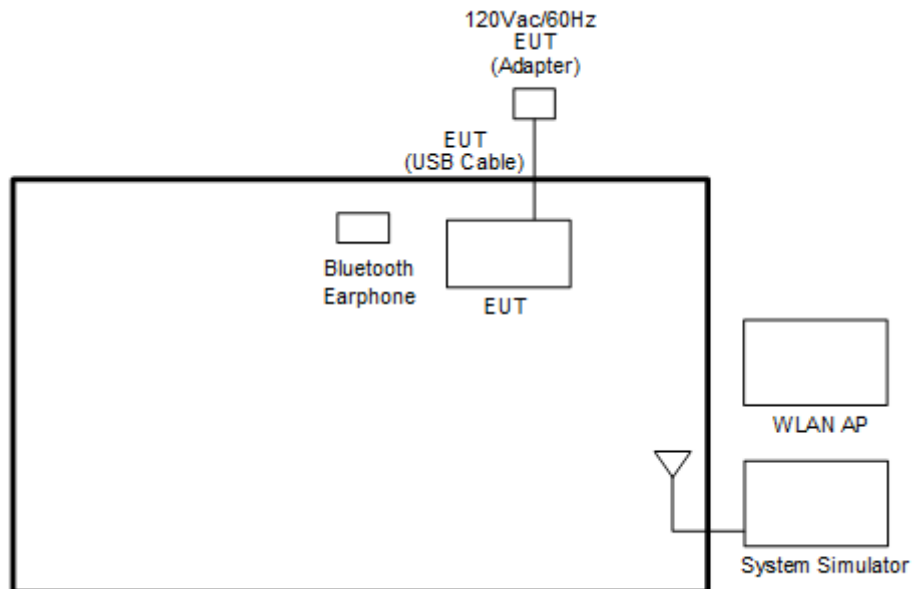 120Vac/60Hz
EUT
(Adapter)
EUT
(USB Cable)
Bluetooth
Earphone
EUT
WLAN AP
System Simulator